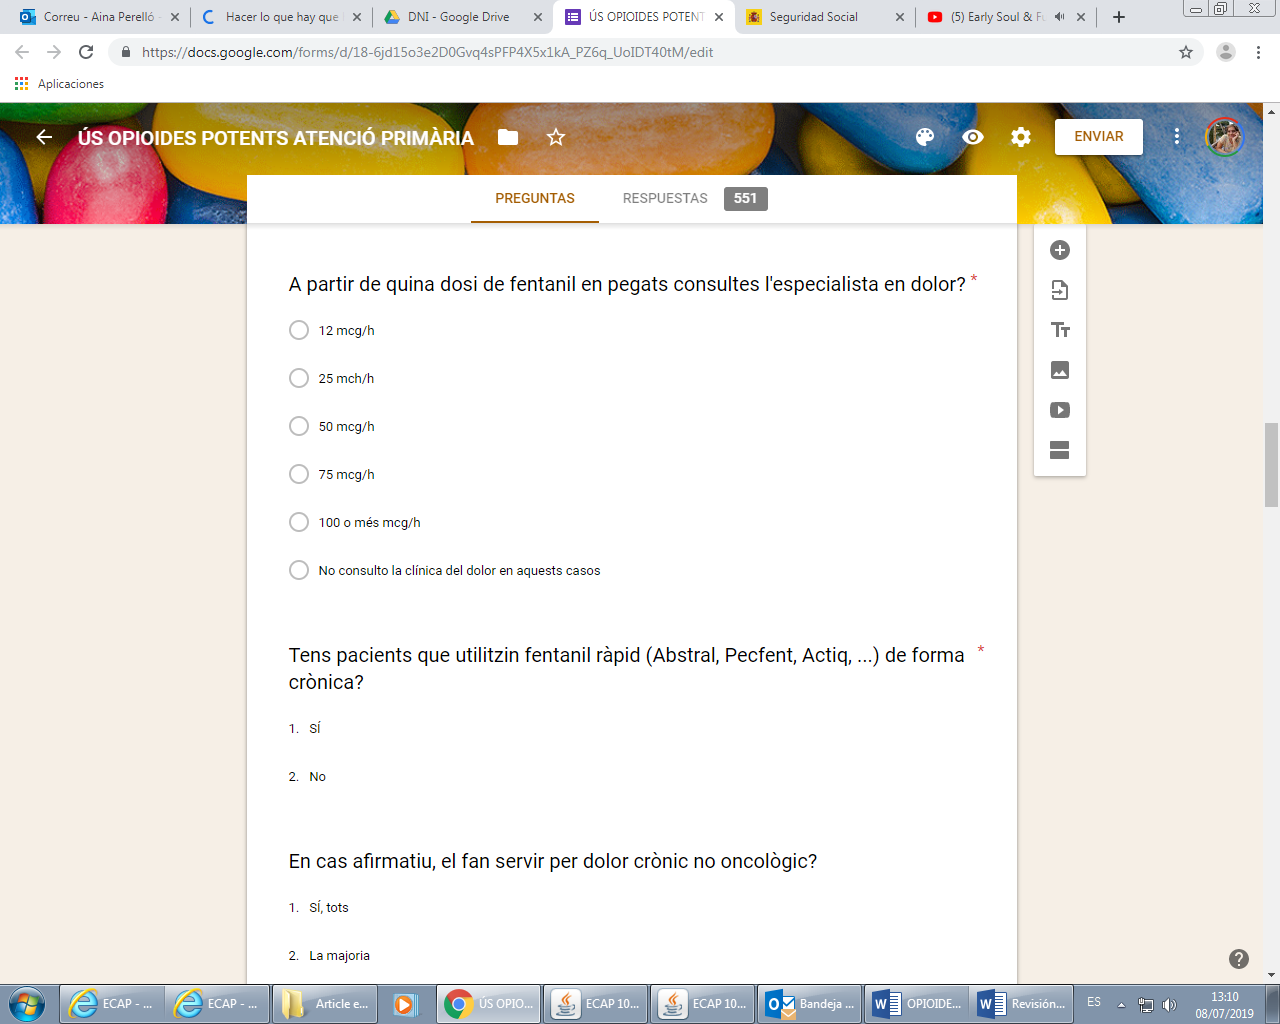 Correu - Aina Perelló
Hacer lo que hay que
DNI - Google Drive
ÚS OPIOIDES POTENT
Seguridad Social
(5) Early Soul & Fu
https://docs.google.com/forms/d/18-6jd15o3e2D0Gvq4sPFP4X5x1kA_PZ6q_UoIDT40tM/edit
Aplicaciones
ÚS OPIOIDES POTENTS ATENCIÓ PRIMÀRIA
ENVIAR
PREGUNTAS
RESPUESTAS 551
A partir de quina dosi de fentanil en pegats consultes l'especialista en dolor? *
12 mcg/h
25 mch/h
50 mcg/h
75 mcg/h
100 o més mcg/h
No consulto la clínica del dolor en aquests casos
Tens pacients que utilitzin fentanil ràpid (Abstral, Pecfent, Actiq, ...) de forma *
crònica?
1. SÍ
2. No
En cas afirmatiu, el fan servir per dolor crònic no oncològic?
1. SÍ, tots
2. La majoria
ECAP - ...
ECAP - ...
Article e...
ÚS OPIO...
ECAP 10...
ECAP 10...
Bandeja ...
OPIOIDE...
Revisión...
ES
13:10
08/07/2019